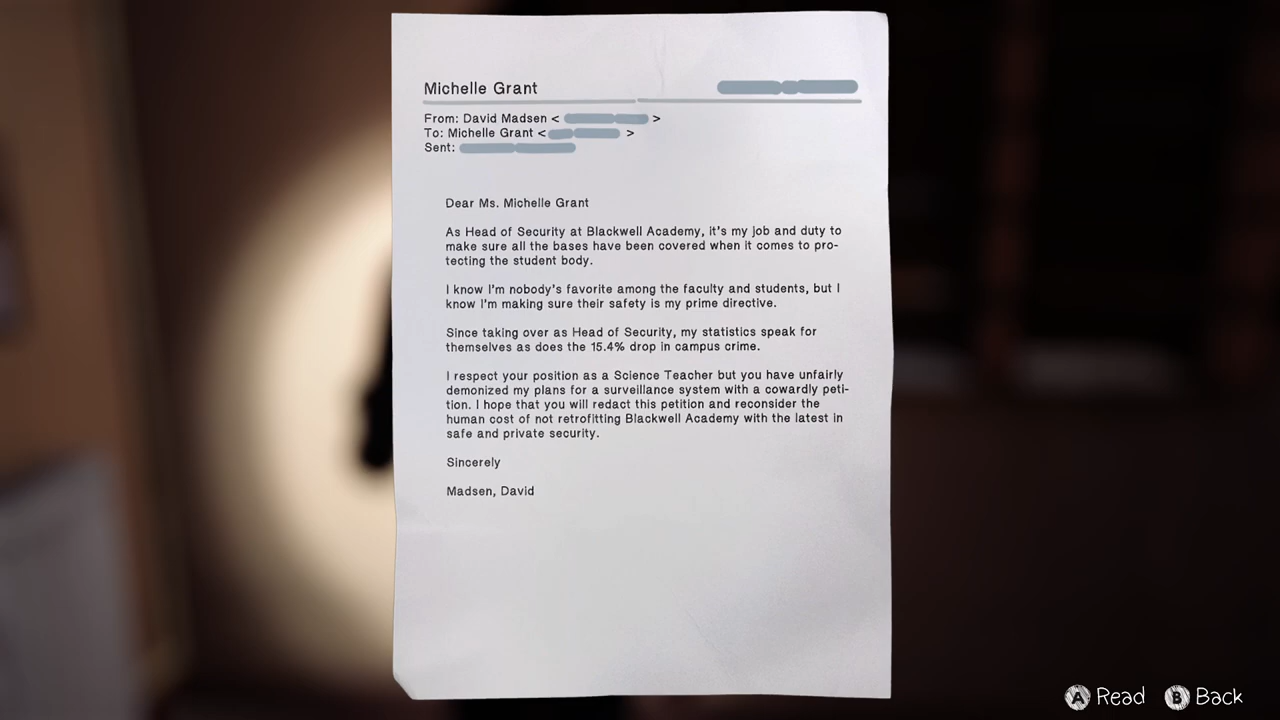 Michelle Grant
From: David Madsen < >
To: Michelle Grant < >
Sent:
Dear Ms. Michelle Grant
As Head of Security at Blackwell Academy, it's my job and duty to
make sure all the bases have been covered when it comes to pro-
tecting the student body.
I know I'm nobody's favorite among the faculty and students, but I
know I'm making sure their safety is my prime directive.
Since taking over as Head of Security, my statistics speak for
themselves as does the 15.4% drop in campus crime.
I respect your position as a Science Teacher but you have unfairly
demonized my plans for a surveillance system with a cowardly peti-
tion. I hope that you will redact this petition and reconsider the
human cost of not retrofitting Blackwell Academy with the latest in
safe and private security.
Sincerely
Madsen, David
A Read B Back